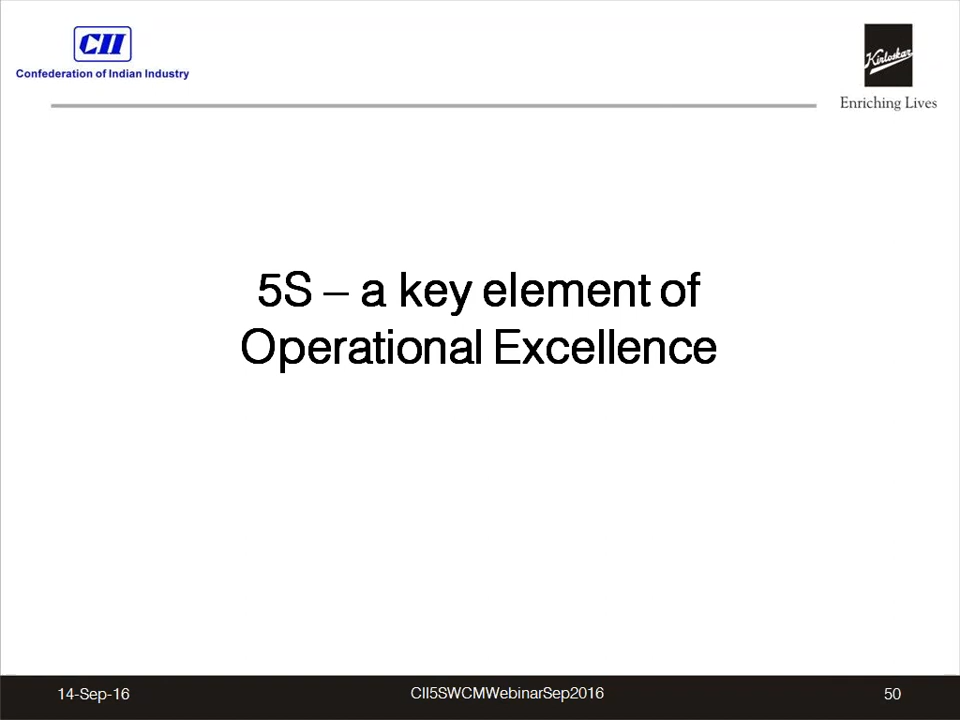 CII
Confederation of Indian Industry
Kirloskar
Enriching Lives
5S – a key element of
Operational Excellence
14-Sep-16
CII5SWCMWebinarSep2016
50